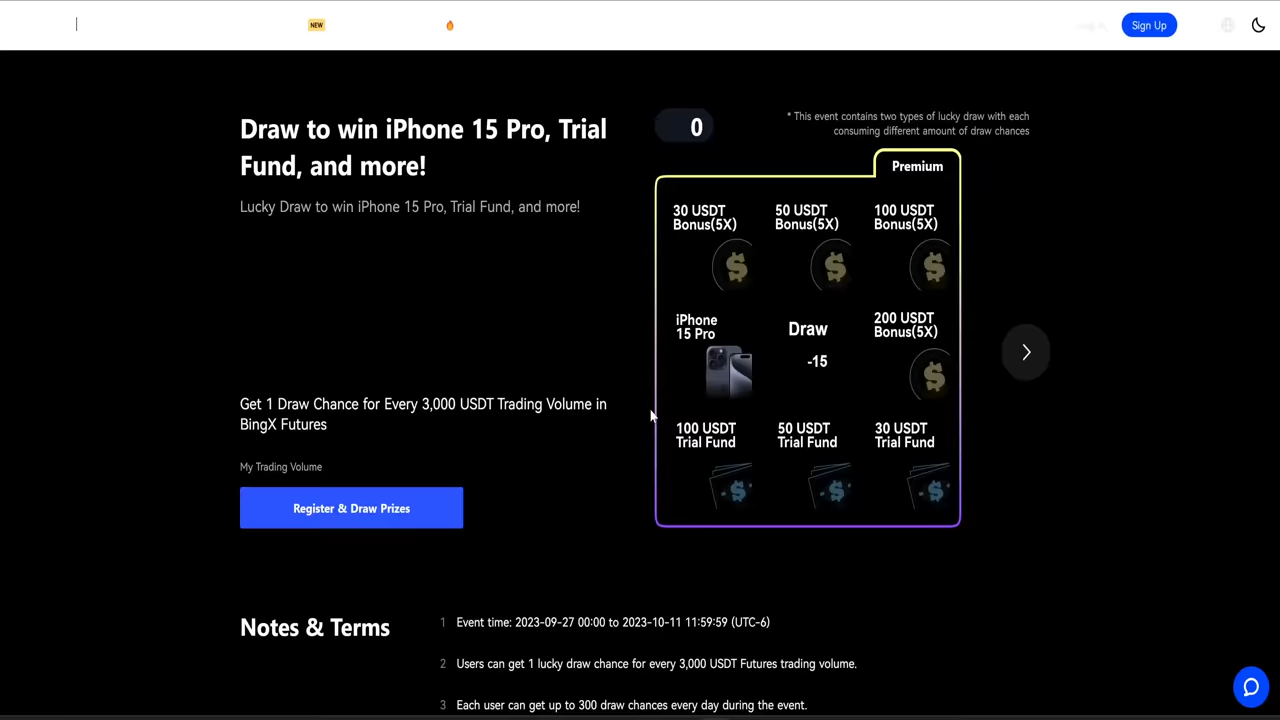 NEW
Sign Up
Draw to win iPhone 15 Pro, Trial
Fund, and more!
Lucky Draw to win iPhone 15 Pro, Trial Fund, and more!
Get 1 Draw Chance for Every 3,000 USDT Trading Volume in
BingX Futures
My Trading Volume
Register & Draw Prizes
0
* This event contains two types of lucky draw with each
consuming different amount of draw chances
Premium
30 USDT
Bonus(5X)
50 USDT
Bonus(5X)
100 USDT
Bonus(5X)
iPhone
15 Pro
Draw
-15
200 USDT
Bonus(5X)
100 USDT
Trial Fund
50 USDT
Trial Fund
30 USDT
Trial Fund
Notes & Terms
1 Event time: 2023-09-27 00:00 to 2023-10-11 11:59:59 (UTC-6)
2 Users can get 1 lucky draw chance for every 3,000 USDT Futures trading volume.
3 Each user can get up to 300 draw chances every day during the event.